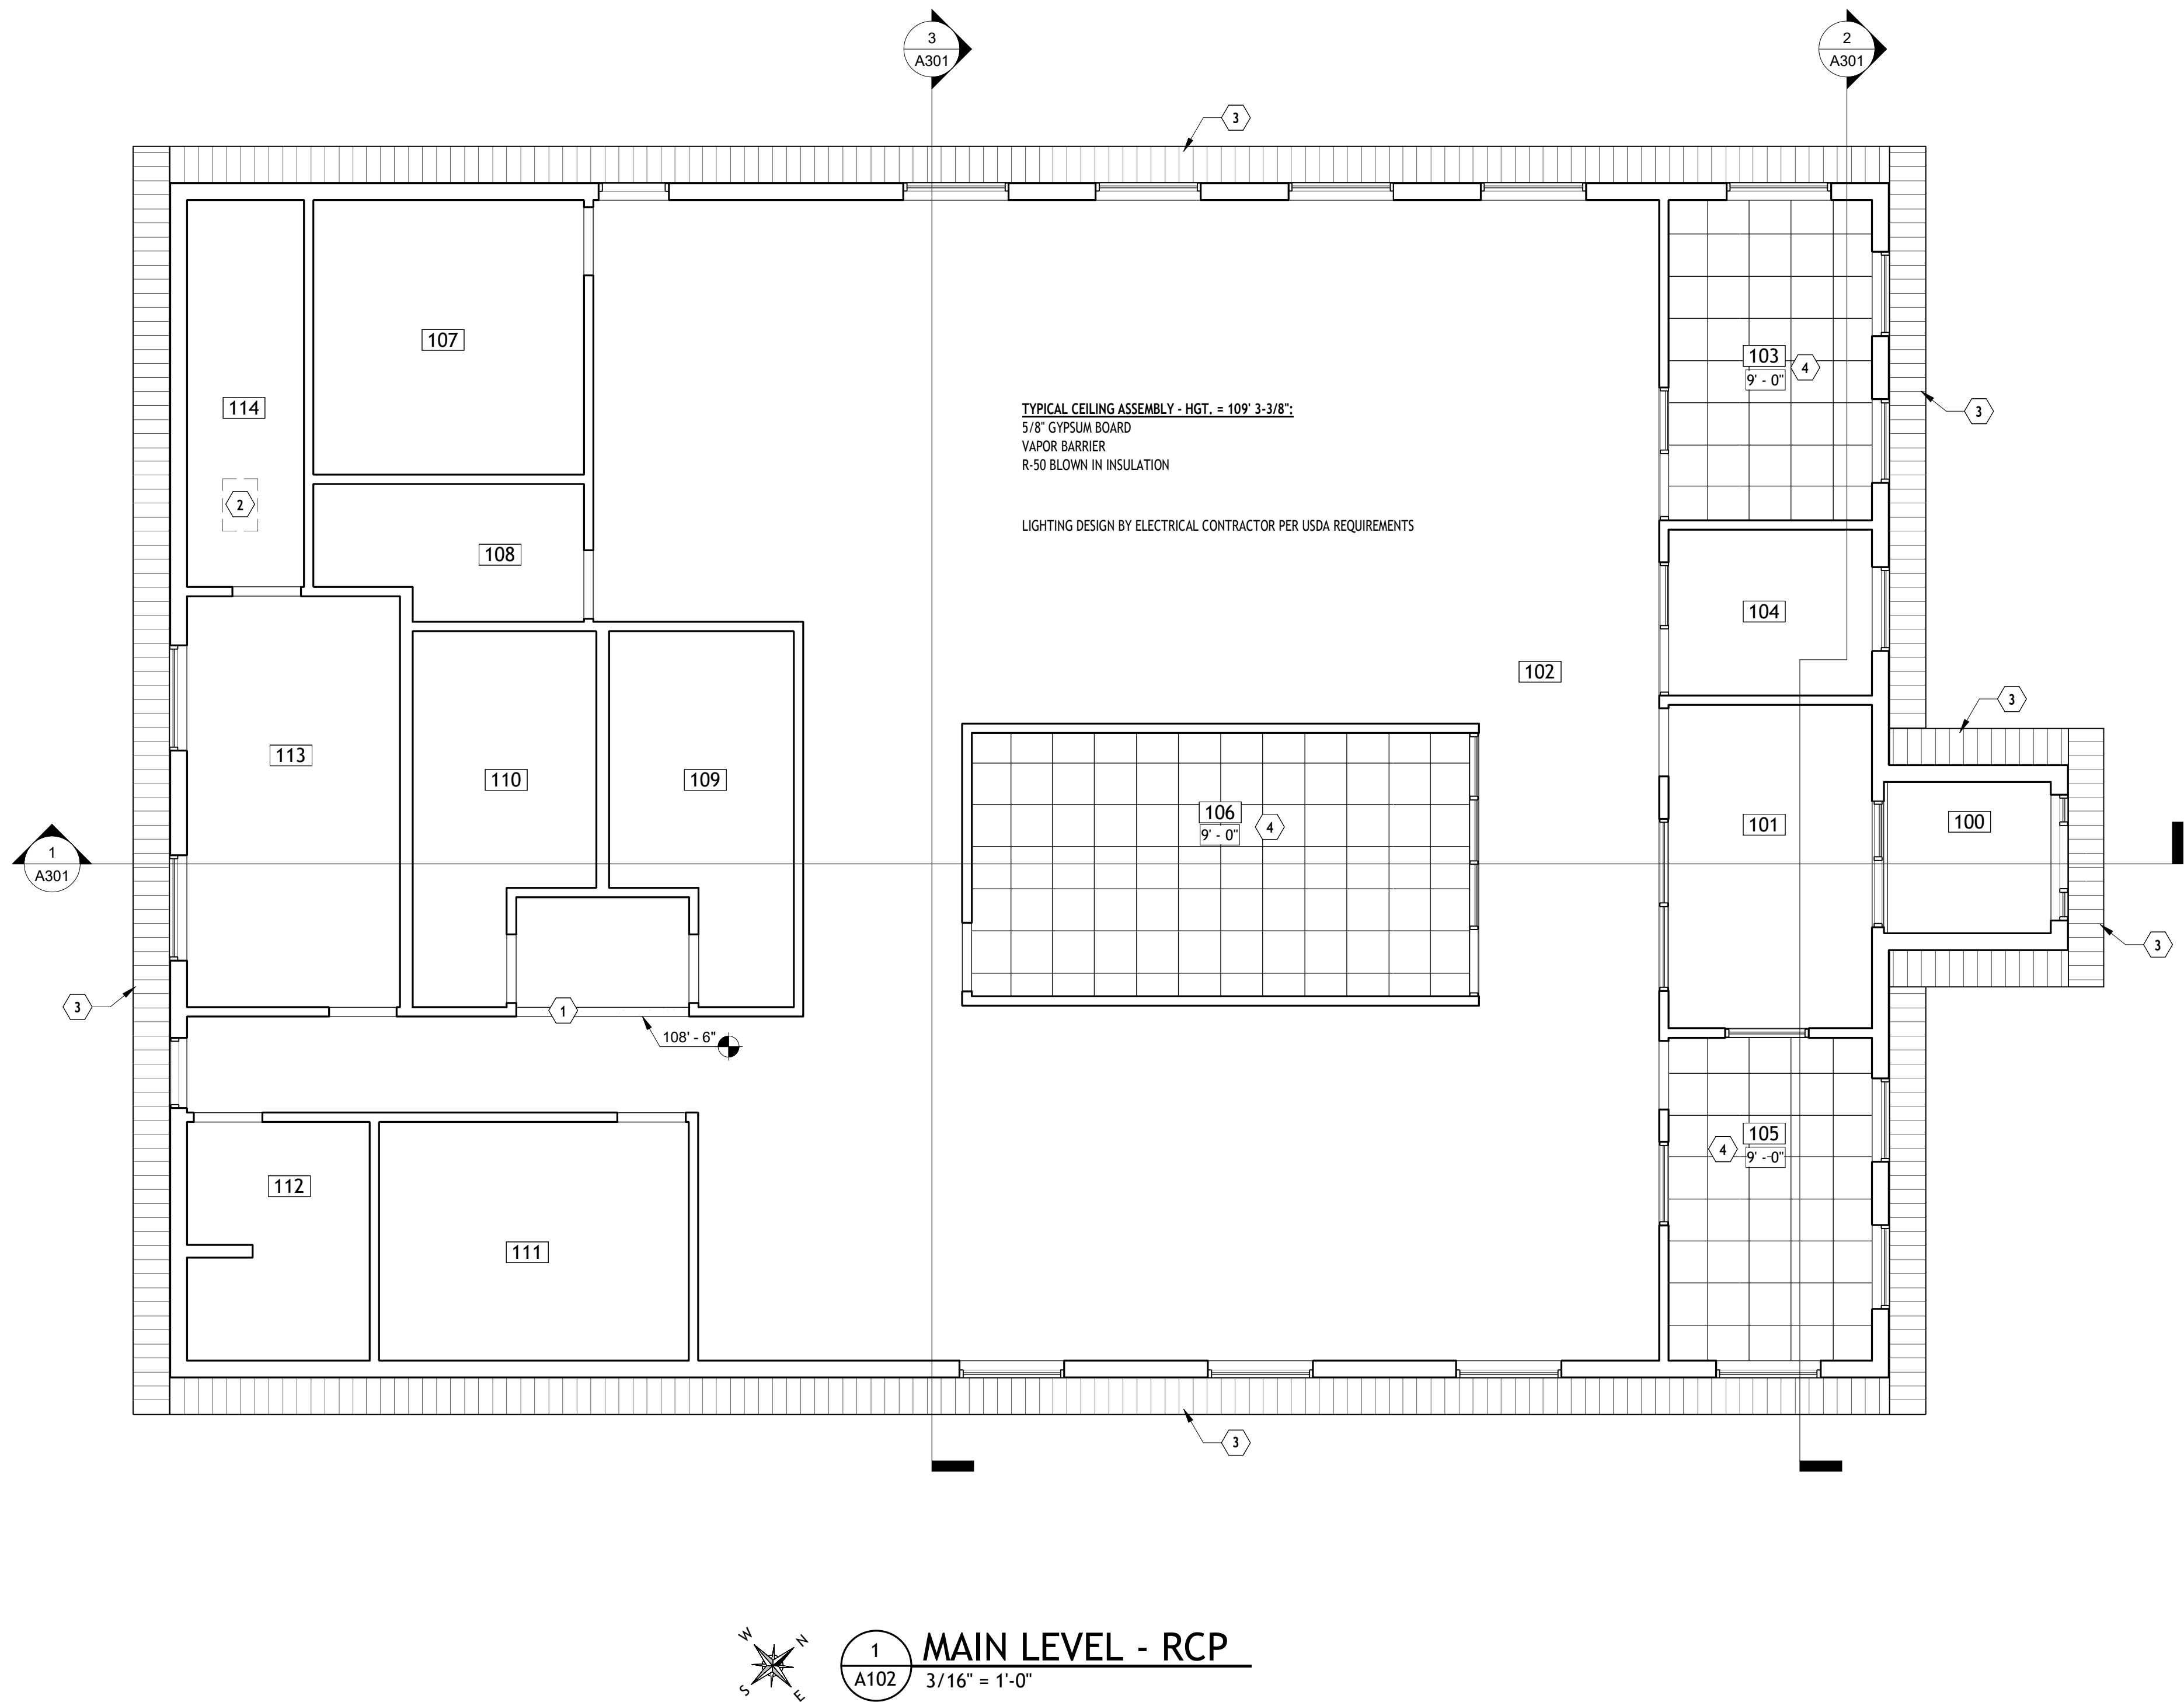 3
A301
2
A301
3
107
103
4
9' - 0"
3
114
TYPICAL CEILING ASSEMBLY - HGT. = 109' 3-3/8":
5/8" GYPSUM BOARD
VAPOR BARRIER
R-50 BLOWN IN INSULATION
2
LIGHTING DESIGN BY ELECTRICAL CONTRACTOR PER USDA REQUIREMENTS
108
104
102
3
113
110
109
106
4
9' - 0"
101
100
1
A301
3
3
1
108' - 6"
105
4
9' - 0"
112
111
3
W
N
S
E
1
A102
MAIN LEVEL - RCP
3/16" = 1'-0"